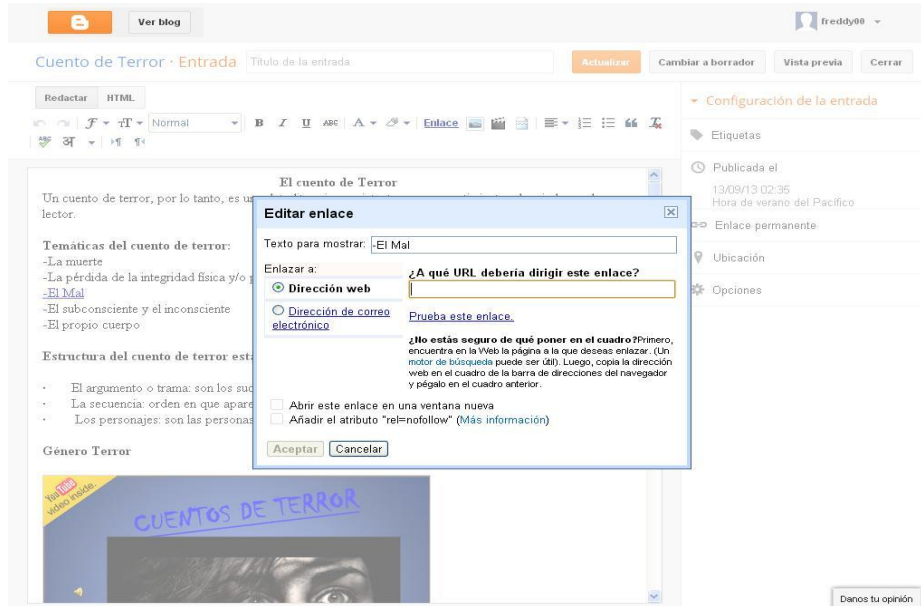 Ver blog
freddy00
Cuento de Terror · Entrada
Título de la entrada
Actualizar
Cambiar a borrador
Vista previa
Cerrar
Redactar HTML
Normal B I U ABC A Enlace
El cuento de Terror
Un cuento de terror, por lo tanto, es
lector.
Temáticas del cuento de terror:
-La muerte
-La pérdida de la integridad física y/o
-El Mal
-El subconsciente y el inconsciente
-El propio cuerpo
Estructura del cuento de terror
· El argumento o trama: son los
· La secuencia: orden en que
· Los personajes: son las
Género Terror
YouTube
video inside.
CUENTOS DE TERROR
Editar enlace
Texto para mostrar: -El Mal
Enlazar a:
Dirección web
Dirección de correo
electrónico
¿A qué URL debería dirigir este enlace?
Prueba este enlace.
¿No estás seguro de qué poner en el cuadro?Primero,
encuentra en la Web la página a la que deseas enlazar. (Un
motor de búsqueda puede ser útil). Luego, copia la dirección
web en el cuadro de la barra de direcciones del navegador
y pégalo en el cuadro anterior.
Abrir este enlace en una ventana nueva
Añadir el atributo "rel=nofollow" (Más información)
Aceptar Cancelar
Configuración de la entrada
Etiquetas
Publicada el
13/09/13 02:35
Hora de verano del Pacífico
Enlace permanente
Ubicación
Opciones
Danos tu opinión